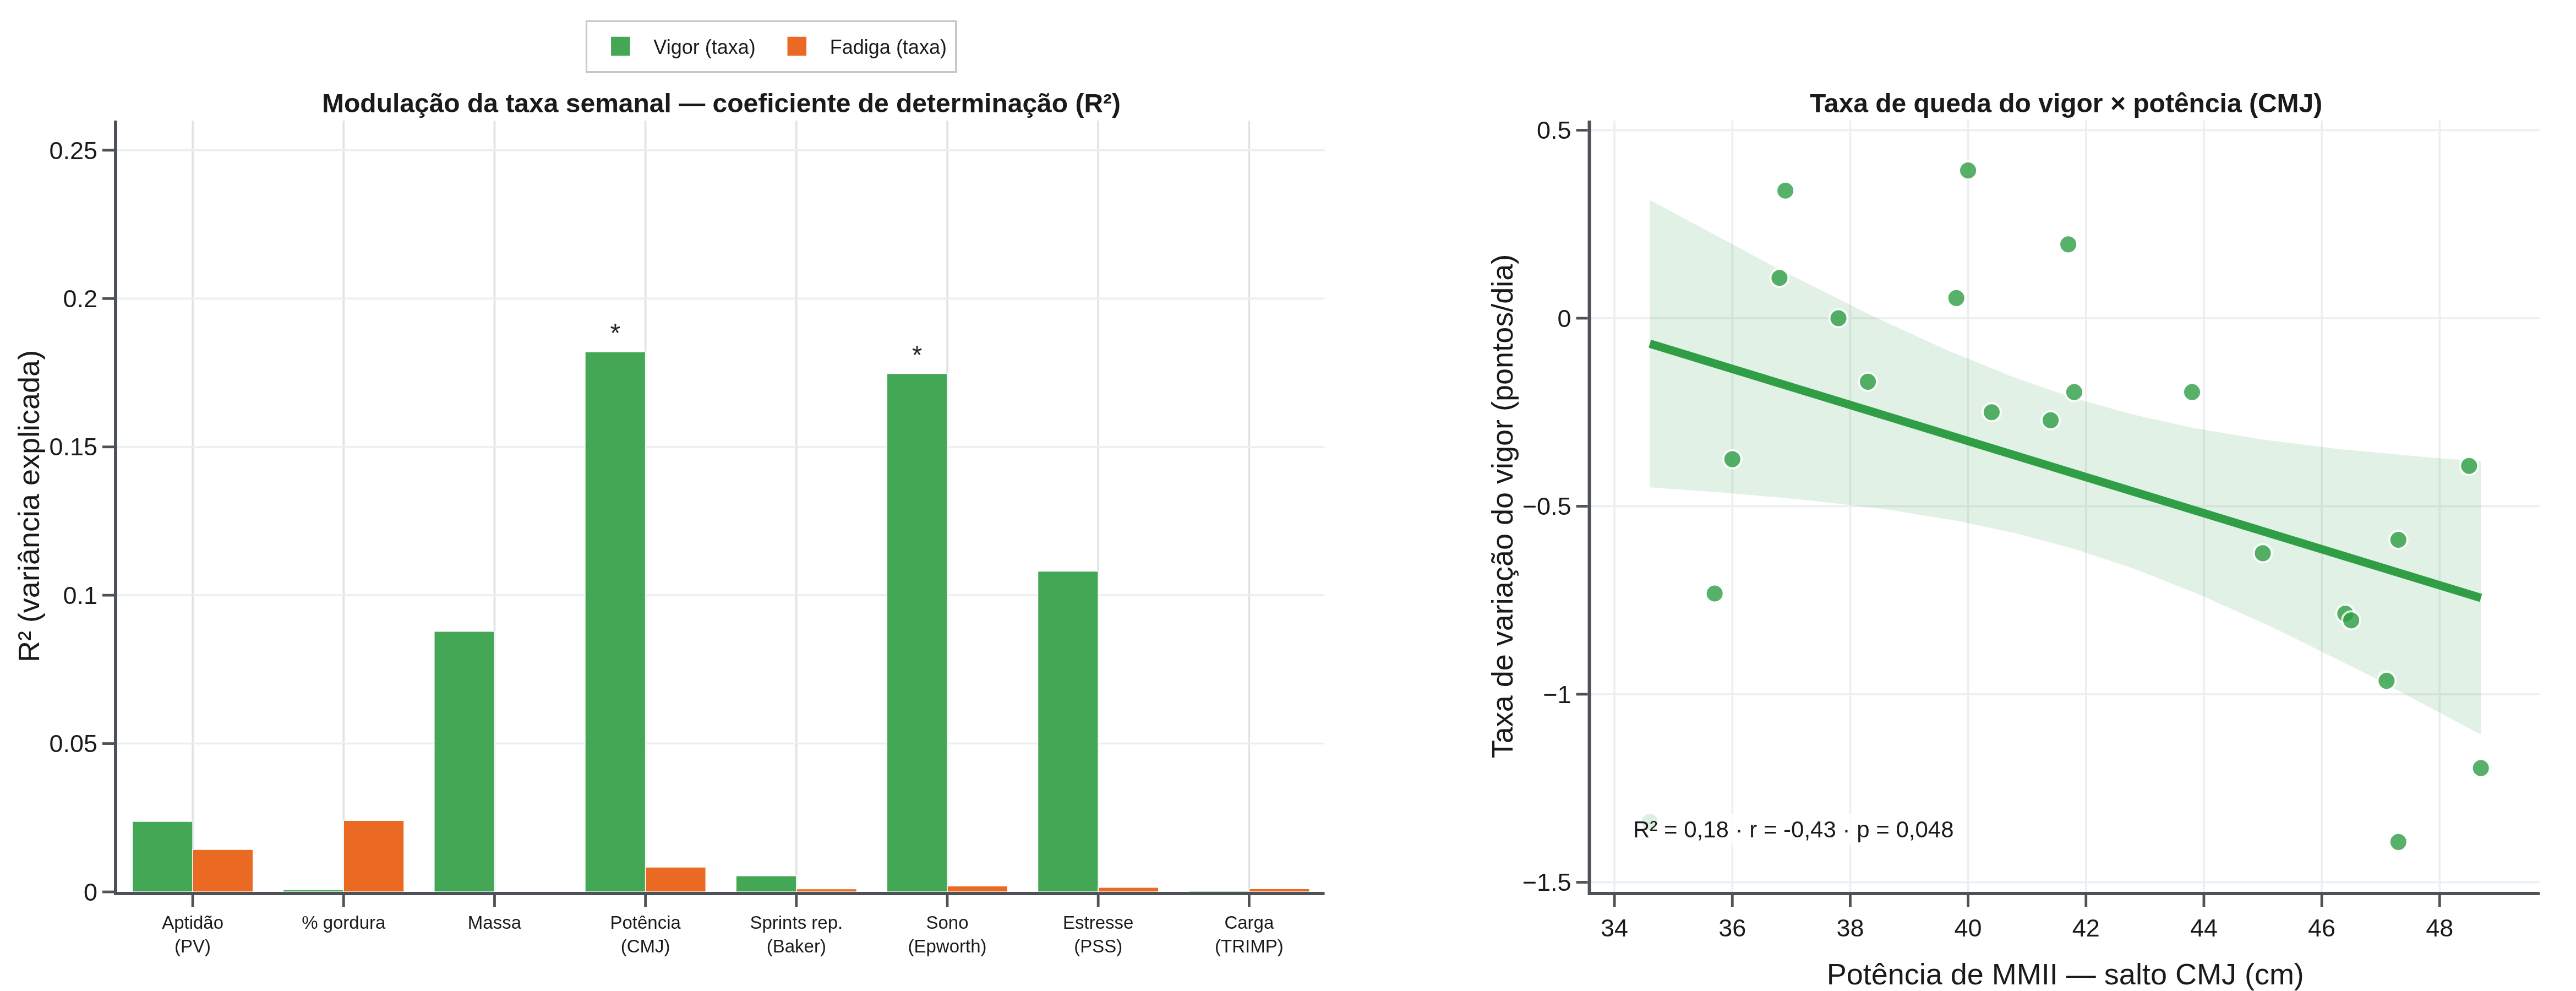 Vigor (taxa) Fadiga (taxa)
Modulação da taxa semanal — coeficiente de determinação (R²)
R² (variância explicada)
0.25
0.2
0.15
0.1
0.05
0
*
*
Aptidão
(PV)
% gordura
Massa
Potência
(CMJ)
Sprints rep.
(Baker)
Sono
(Epworth)
Estresse
(PSS)
Carga
(TRIMP)
Taxa de queda do vigor × potência (CMJ)
Taxa de variação do vigor (pontos/dia)
0.5
0
−0.5
−1
−1.5
R² = 0,18 · r = -0,43 · p = 0,048
34 36 38 40 42 44 46 48
Potência de MMII — salto CMJ (cm)